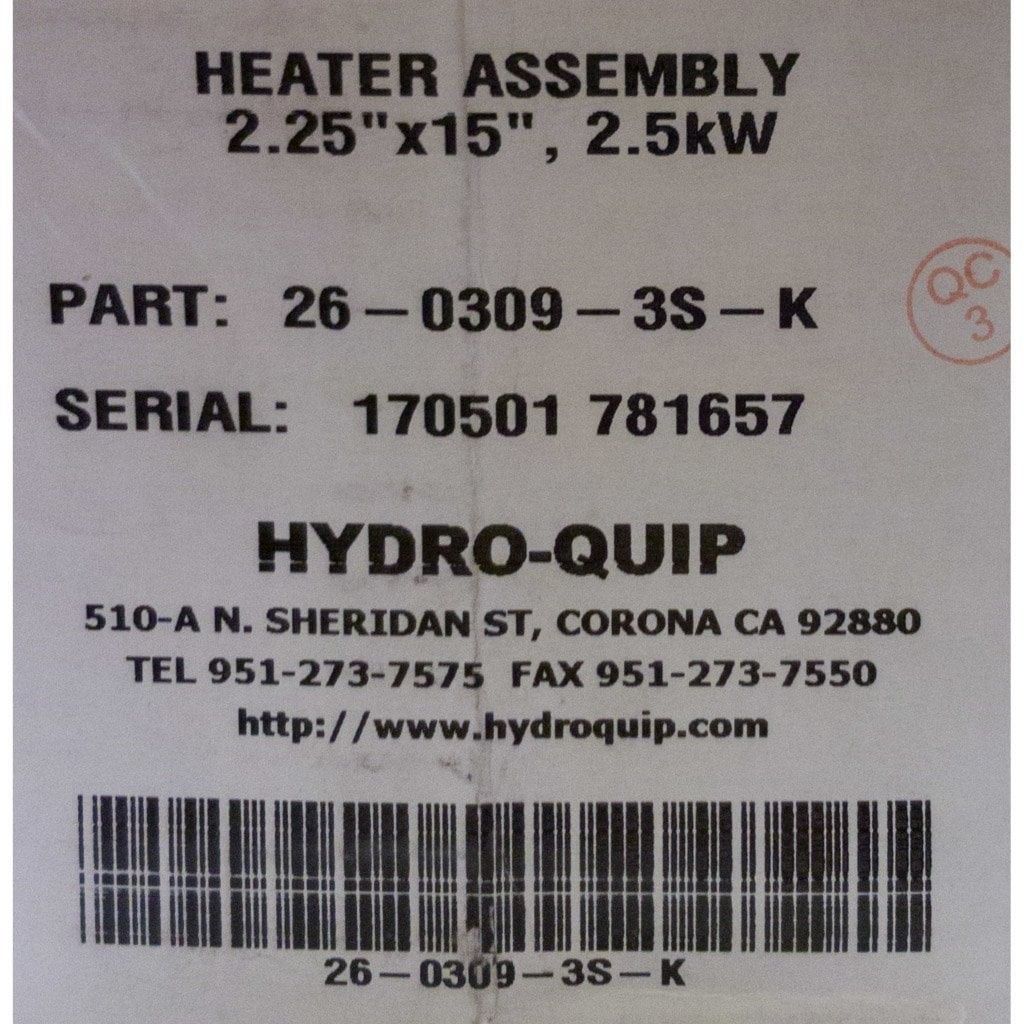 HEATER ASSEMBLY
2.25"x15", 2.5kW
PART: 26-0309-3S-K
QC
3
SERIAL: 170501 781657
HYDRO-QUIP
510-A N. SHERIDAN ST, CORONA CA 92880
TEL 951-273-7575 FAX 951-273-7550
http://www.hydroquip.com
26-0309-3S-K